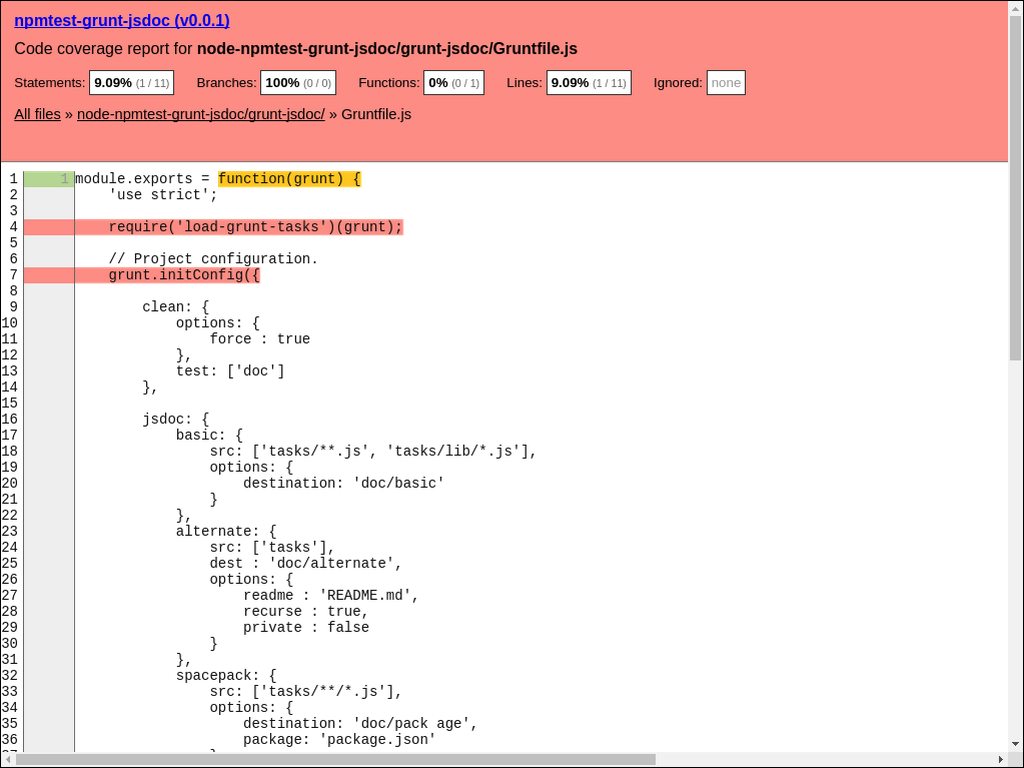 npmtest-grunt-jsdoc (v0.0.1)
Code coverage report for node-npmtest-grunt-jsdoc/grunt-jsdoc/Gruntfile.js
Statements: 9.09% (1 / 11) Branches: 100% (0 / 0) Functions: 0% (0 / 1) Lines: 9.09% (1 / 11) Ignored: none
All files » node-npmtest-grunt-jsdoc/grunt-jsdoc/ » Gruntfile.js
1 1 module.exports = function(grunt) {
2     'use strict';
3
4     require('load-grunt-tasks')(grunt);
5
6     // Project configuration.
7     grunt.initConfig({
8
9         clean: {
10             options: {
11                 force : true
12             },
13             test: ['doc']
14         },
15
16         jsdoc: {
17             basic: {
18                 src: ['tasks/**.js', 'tasks/lib/*.js'],
19                 options: {
20                     destination: 'doc/basic'
21                 }
22             },
23             alternate: {
24                 src: ['tasks'],
25                 dest : 'doc/alternate',
26                 options: {
27                     readme : 'README.md',
28                     recurse : true,
29                     private : false
30                 }
31             },
32             spacepack: {
33                 src: ['tasks/**/*.js'],
34                 options: {
35                     destination: 'doc/pack age',
36                     package: 'package.json'